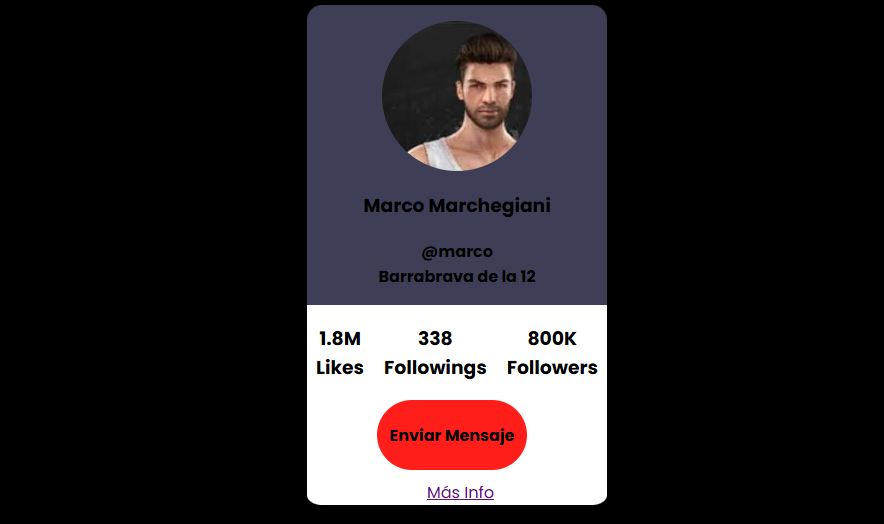 Marco Marchegiani
@marco
Barrabrava de la 12
1.8M 338 800K
Likes Followings Followers
Enviar Mensaje
Más Info